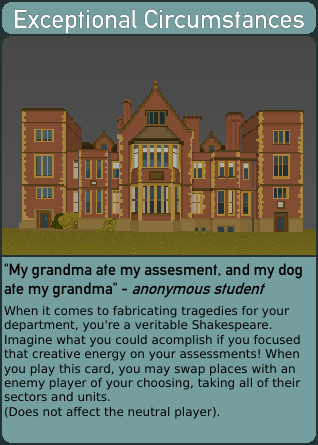 Exceptional Circumstances
"My grandma ate my assesment, and my dog
ate my grandma" - anonymous student
When it comes to fabricating tragedies for your
department, you're a veritable Shakespeare.
Imagine what you could acomplish if you focused
that creative energy on your assessments! When
you play this card, you may swap places with an
enemy player of your choosing, taking all of their
sectors and units.
(Does not affect the neutral player).